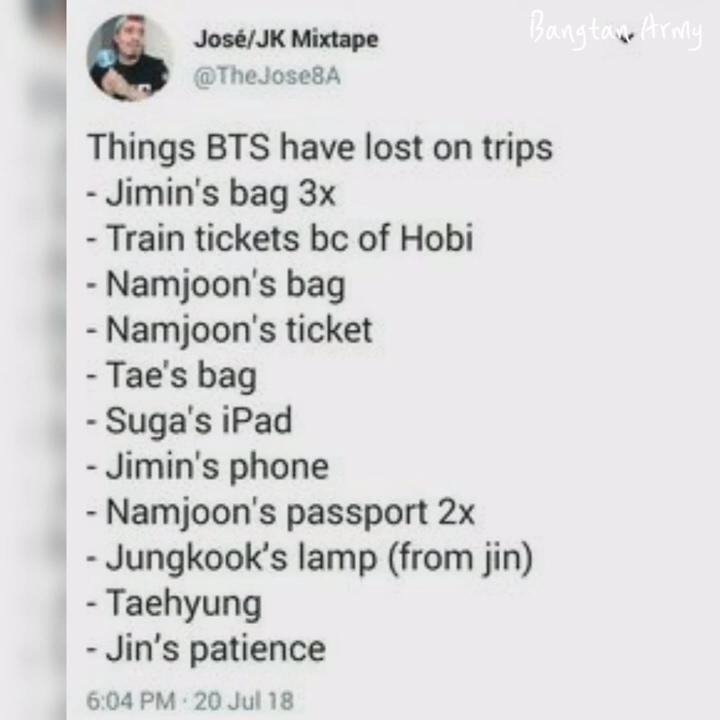 Bangtan Army
José/JK Mixtape
@TheJose8A
Things BTS have lost on trips
- Jimin's bag 3x
- Train tickets bc of Hobi
- Namjoon's bag
- Namjoon's ticket
- Tae's bag
- Suga's iPad
- Jimin's phone
- Namjoon's passport 2x
- Jungkook's lamp (from jin)
- Taehyung
- Jin's patience
6:04 PM · 20 Jul 18